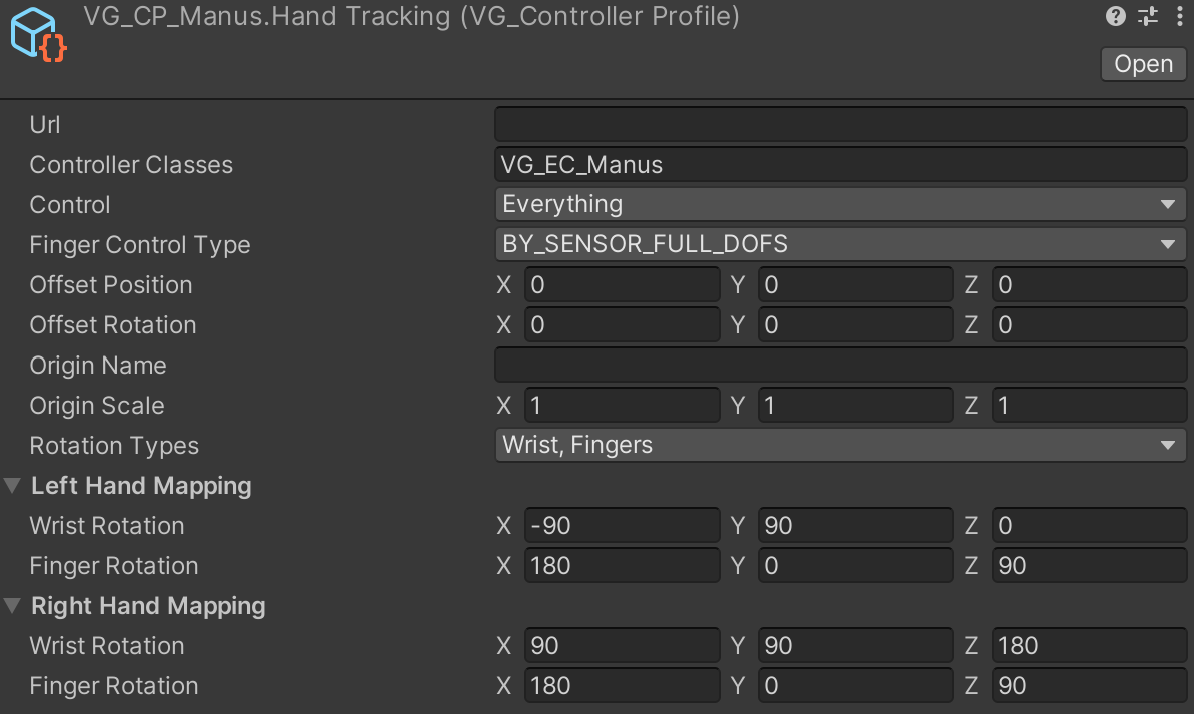 VG_CP_Manus.Hand Tracking (VG_Controller Profile)
Open
Url
Controller Classes VG_EC_Manus
Control Everything
Finger Control Type BY_SENSOR_FULL_DOFS
Offset Position X 0 Y 0 Z 0
Offset Rotation X 0 Y 0 Z 0
Origin Name
Origin Scale X 1 Y 1 Z 1
Rotation Types Wrist, Fingers
Left Hand Mapping
Wrist Rotation X -90 Y 90 Z 0
Finger Rotation X 180 Y 0 Z 90
Right Hand Mapping
Wrist Rotation X 90 Y 90 Z 180
Finger Rotation X 180 Y 0 Z 90